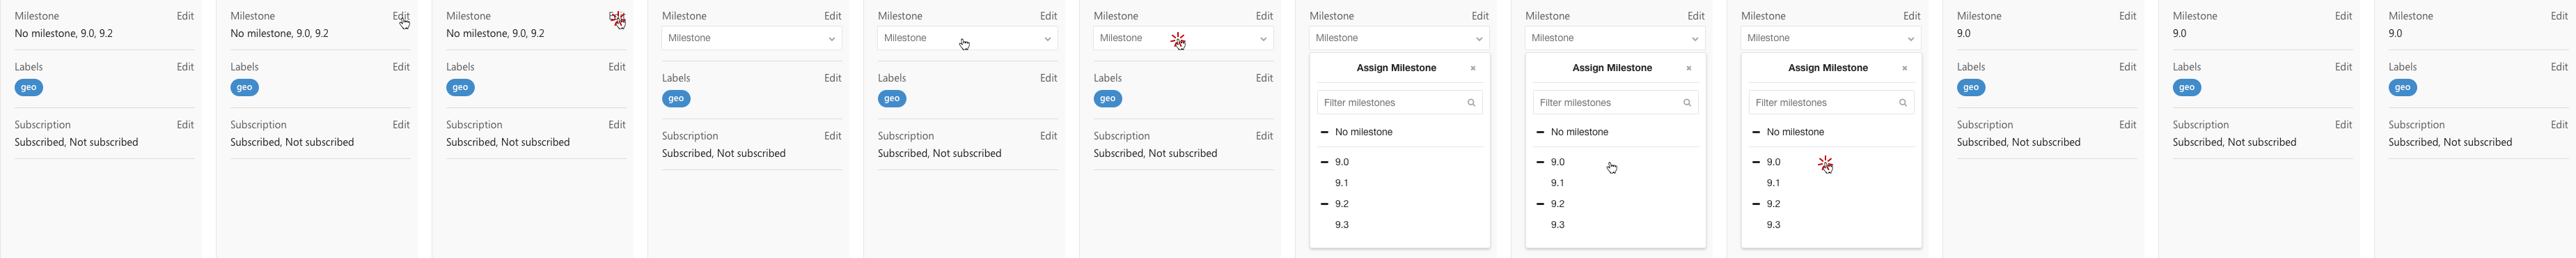 Milestone Edit
No milestone, 9.0, 9.2
Labels Edit
geo
Subscription Edit
Subscribed, Not subscribed
Milestone Edit
No milestone, 9.0, 9.2
Labels Edit
geo
Subscription Edit
Subscribed, Not subscribed
Milestone Edit
No milestone, 9.0, 9.2
Labels Edit
geo
Subscription Edit
Subscribed, Not subscribed
Milestone Edit
Milestone
Labels Edit
geo
Subscription Edit
Subscribed, Not subscribed
Milestone Edit
Milestone
Labels Edit
geo
Subscription Edit
Subscribed, Not subscribed
Milestone Edit
Milestone
Labels Edit
geo
Subscription Edit
Subscribed, Not subscribed
Milestone Edit
Milestone
Assign Milestone
Filter milestones
No milestone
9.0
9.1
9.2
9.3
Milestone Edit
Milestone
Assign Milestone
Filter milestones
No milestone
9.0
9.1
9.2
9.3
Milestone Edit
Milestone
Assign Milestone
Filter milestones
No milestone
9.0
9.1
9.2
9.3
Milestone Edit
9.0
Labels Edit
geo
Subscription Edit
Subscribed, Not subscribed
Milestone Edit
9.0
Labels Edit
geo
Subscription Edit
Subscribed, Not subscribed
Milestone Edit
9.0
Labels Edit
geo
Subscription Edit
Subscribed, Not subscribed